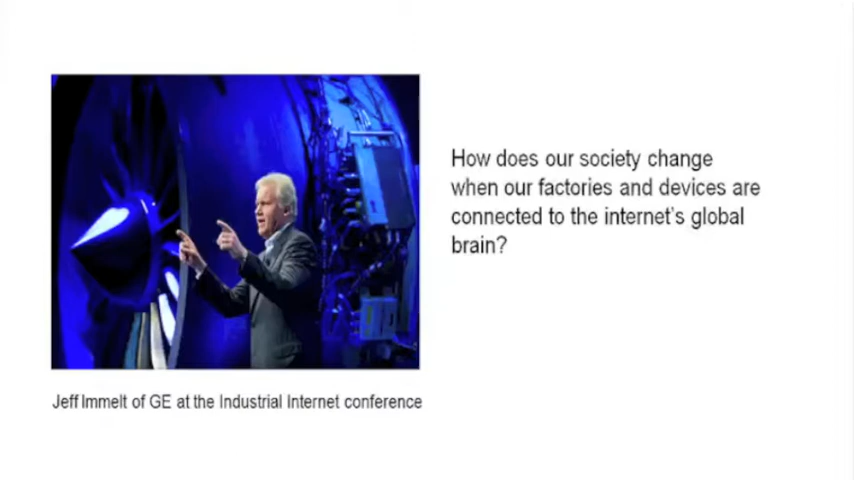 How does our society change
when our factories and devices are
connected to the internet's global
brain?
Jeff Immelt of GE at the Industrial Internet conference